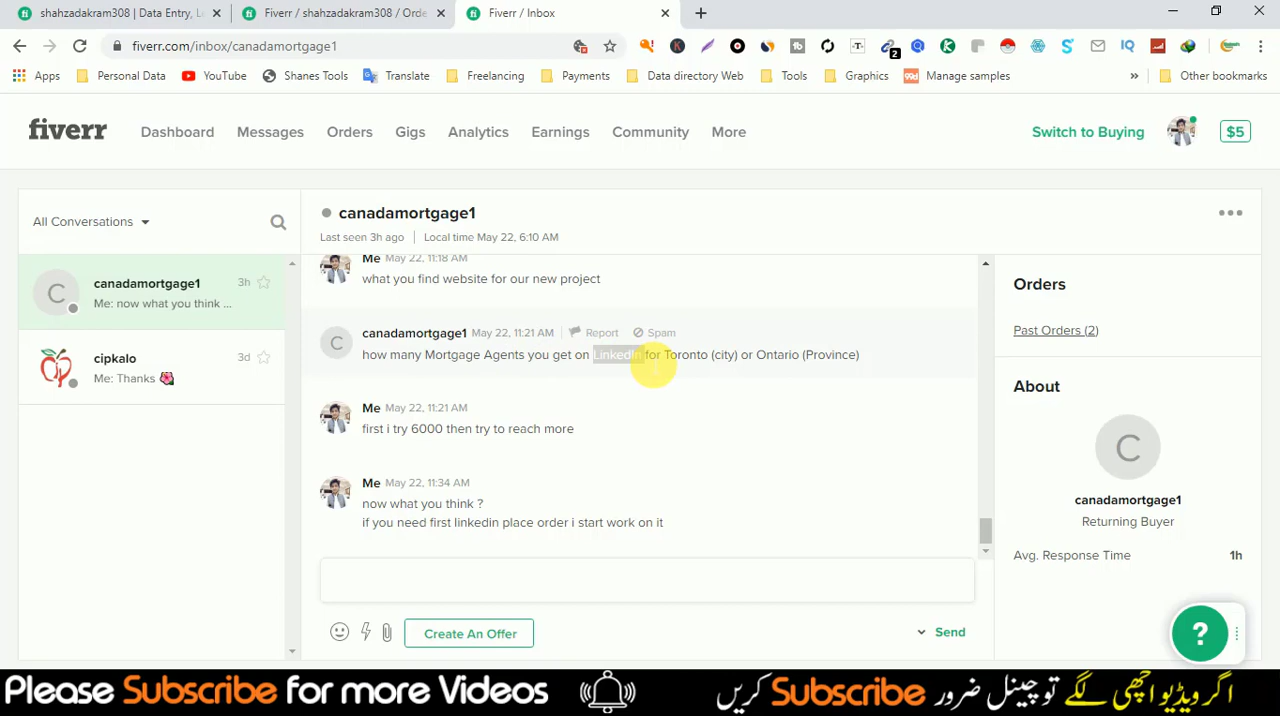 shahzadakram308 | Data Entry, L
Fiverr / shahzadakram308 / Orde
Fiverr / Inbox
fiverr.com/inbox/canadamortgage1
Apps
Personal Data
YouTube
Shanes Tools
Translate
Freelancing
Payments
Data directory Web
Tools
Graphics
99d Manage samples
Other bookmarks
fiverr
Dashboard
Messages
Orders
Gigs
Analytics
Earnings
Community
More
Switch to Buying
$5
All Conversations
canadamortgage1
3h
Me: now what you think ...
cipkalo
3d
Me: Thanks 🌺
canadamortgage1
Last seen 3h ago | Local time May 22, 6:10 AM
Me May 22, 11:18 AM
what you find website for our new project
canadamortgage1 May 22, 11:21 AM Report Spam
how many Mortgage Agents you get on LinkedIn for Toronto (city) or Ontario (Province)
Me May 22, 11:21 AM
first i try 6000 then try to reach more
Me May 22, 11:34 AM
now what you think ?
if you need first linkedin place order i start work on it
Create An Offer
Send
Orders
Past Orders (2)
About
C
canadamortgage1
Returning Buyer
Avg. Response Time 1h
?
Please Subscribe for more Videos
اگر ویڈیو اچھی لگے تو چینل ضرور Subscribe کریں